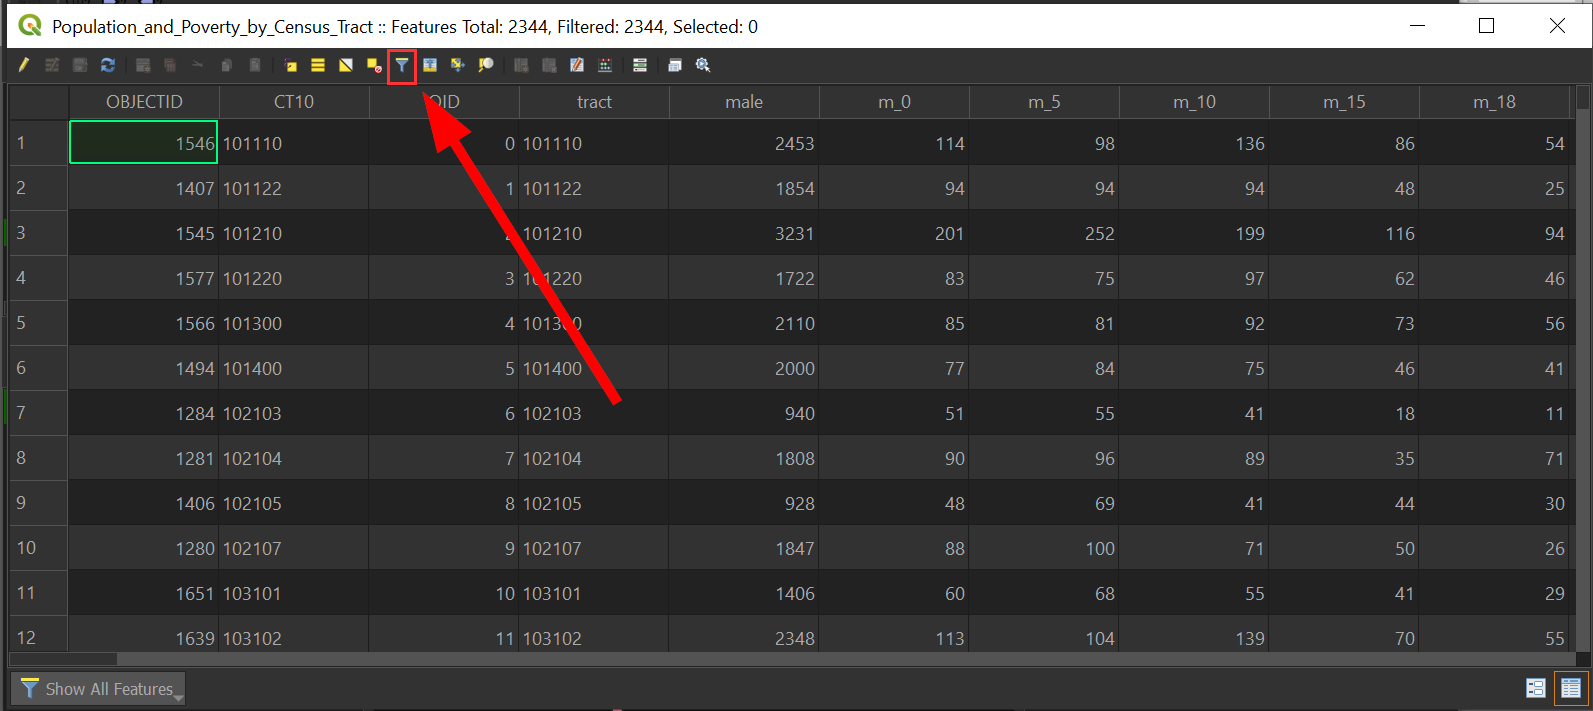 Population_and_Poverty_by_Census_Tract :: Features Total: 2344, Filtered: 2344, Selected: 0
OBJECTID CT10 OID tract male m_0 m_5 m_10 m_15 m_18
1 1546 101110 0 101110 2453 114 98 136 86 54
2 1407 101122 1 101122 1854 94 94 94 48 25
3 1545 101210 2 101210 3231 201 252 199 116 94
4 1577 101220 3 101220 1722 83 75 97 62 46
5 1566 101300 4 101300 2110 85 81 92 73 56
6 1494 101400 5 101400 2000 77 84 75 46 41
7 1284 102103 6 102103 940 51 55 41 18 11
8 1281 102104 7 102104 1808 90 96 89 35 71
9 1406 102105 8 102105 928 48 69 41 44 30
10 1280 102107 9 102107 1847 88 100 71 50 26
11 1651 103101 10 103101 1406 60 68 55 41 29
12 1639 103102 11 103102 2348 113 104 139 70 55
Show All Features